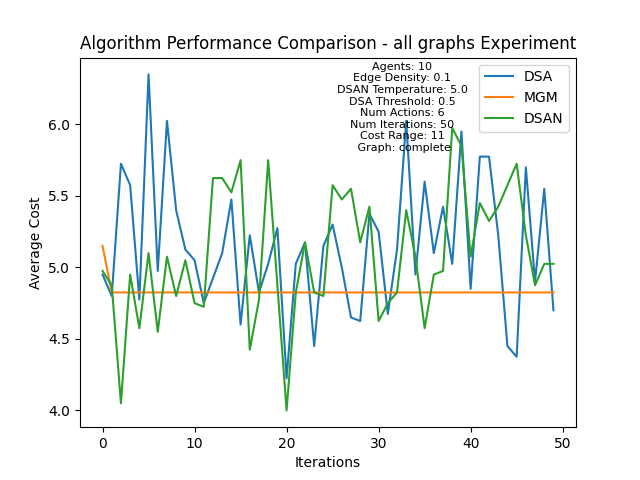 Algorithm Performance Comparison - all graphs Experiment
Agents: 10
Edge Density: 0.1
DSAN Temperature: 5.0
DSA Threshold: 0.5
Num Actions: 6
Num Iterations: 50
Cost Range: 11
Graph: complete
DSA
MGM
DSAN
Average Cost
6.0
5.5
5.0
4.5
4.0
0
10
20
30
40
50
Iterations